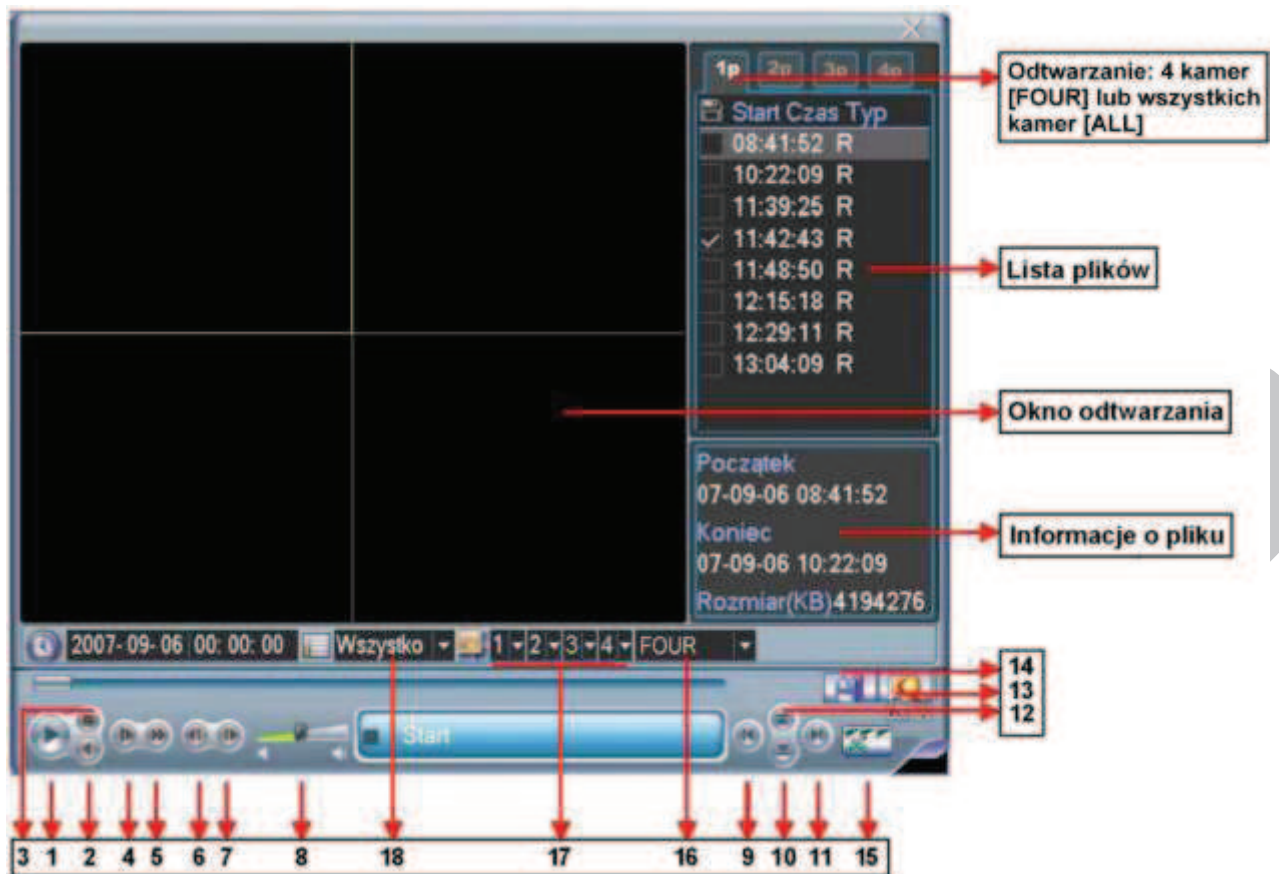 1p 2p 3p 4p
Start Czas Typ
08:41:52 R
10:22:09 R
11:39:25 R
11:42:43 R
11:48:50 R
12:15:18 R
12:29:11 R
13:04:09 R
Początek
07-09-06 08:41:52
Koniec
07-09-06 10:22:09
Rozmiar(KB)4194276
Odtwarzanie: 4 kamer
[FOUR] lub wszystkich
kamer [ALL]
Lista plików
Okno odtwarzania
Informacje o pliku
2007-09-06 00:00:00 Wszystko 1 2 3 4 FOUR
Start
14
13
12
3 1 2 4 5 6 7 8 18 17 16 9 10 11 15